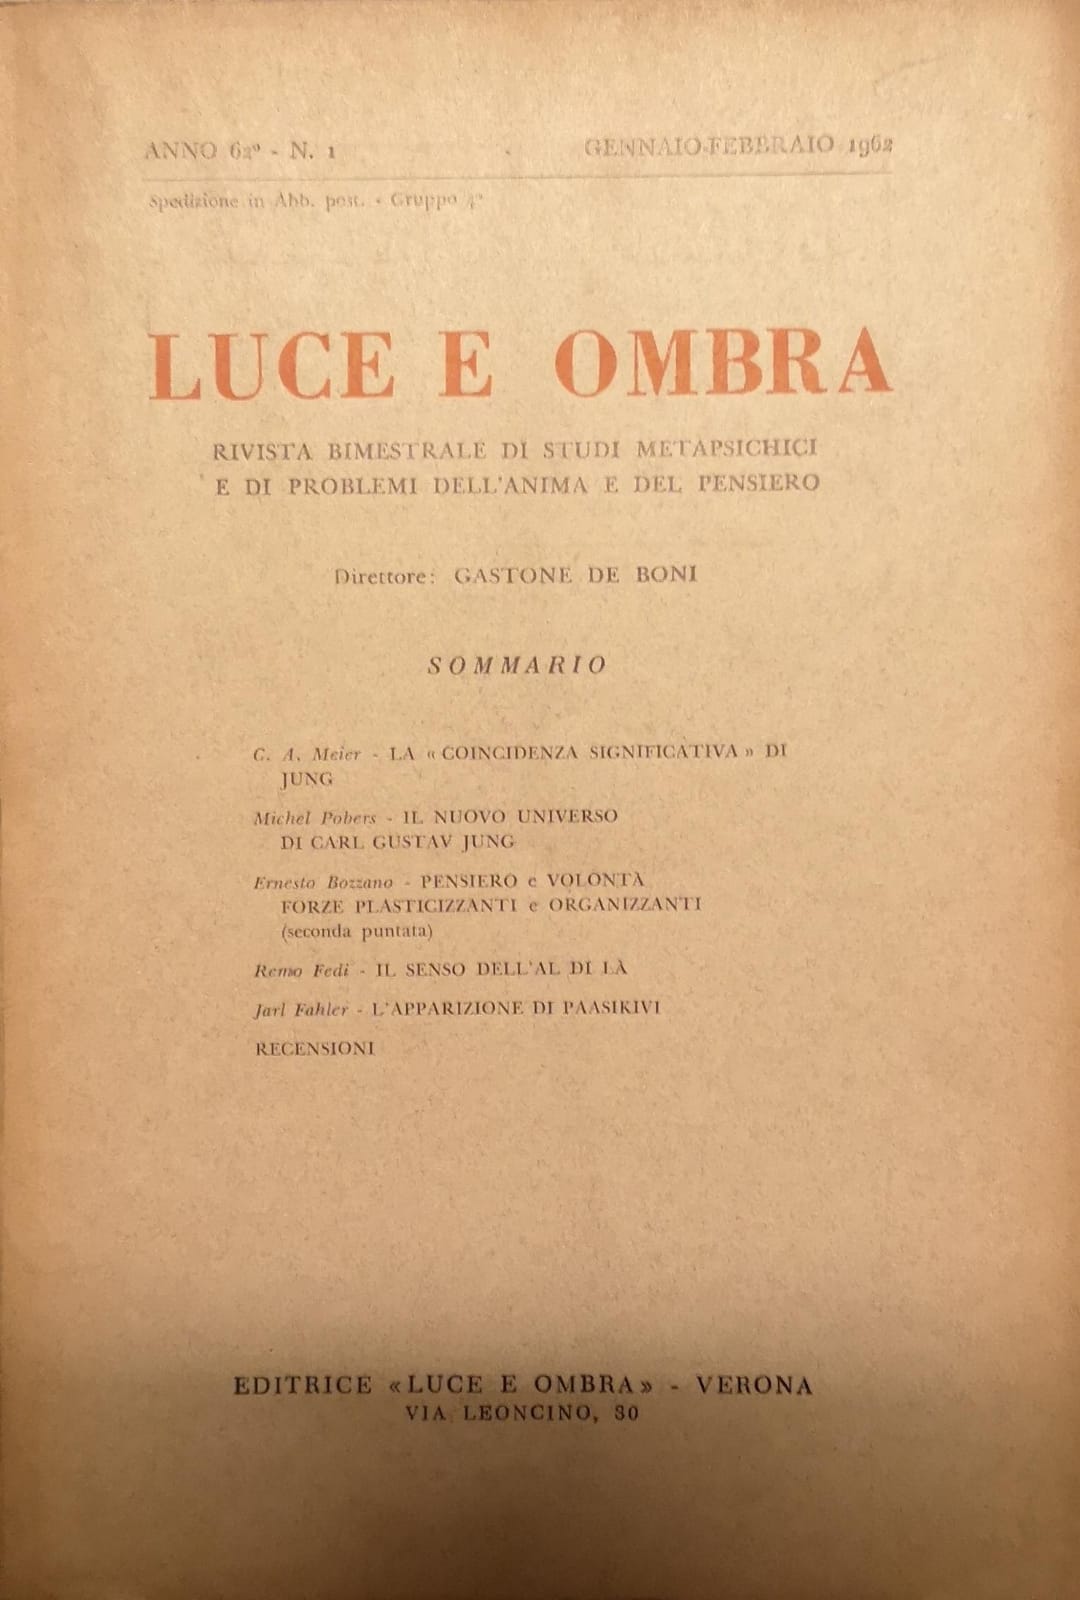 ANNO 62º - N. 1
GENNAIO-FEBBRAIO 1962
Spedizione in Abb. post. - Gruppo 4º
LUCE E OMBRA
RIVISTA BIMESTRALE DI STUDI METAPSICHICI
E DI PROBLEMI DELL'ANIMA E DEL PENSIERO
Direttore: GASTONE DE BONI
SOMMARIO
C. A. Meier - LA « COINCIDENZA SIGNIFICATIVA » DI
JUNG
Michel Pobers - IL NUOVO UNIVERSO
DI CARL GUSTAV JUNG
Ernesto Bozzano - PENSIERO e VOLONTÀ
FORZE PLASTICIZZANTI e ORGANIZZANTI
(seconda puntata)
Remo Fedi - IL SENSO DELL'AL DI LÀ
Jarl Fahler - L'APPARIZIONE DI PAASIKIVI
RECENSIONI
EDITRICE «LUCE E OMBRA» - VERONA
VIA LEONCINO, 30